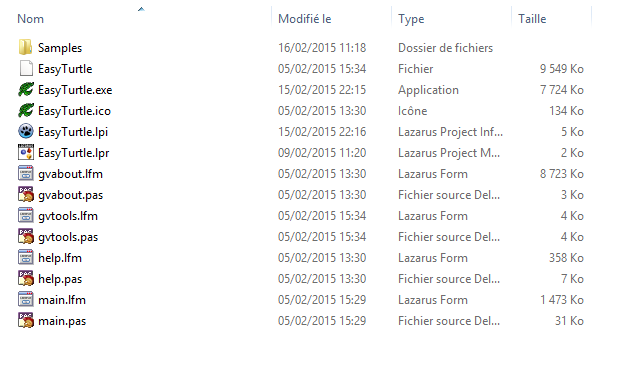 Nom Modifié le Type Taille
Samples 16/02/2015 11:18 Dossier de fichiers
EasyTurtle 05/02/2015 15:34 Fichier 9 549 Ko
EasyTurtle.exe 15/02/2015 22:15 Application 7 724 Ko
EasyTurtle.ico 05/02/2015 13:30 Icône 134 Ko
EasyTurtle.lpi 15/02/2015 22:16 Lazarus Project Inf... 5 Ko
EasyTurtle.lpr 09/02/2015 11:20 Lazarus Project M... 2 Ko
gvabout.lfm 05/02/2015 13:30 Lazarus Form 8 723 Ko
gvabout.pas 05/02/2015 13:30 Fichier source Del... 3 Ko
gvtools.lfm 05/02/2015 15:34 Lazarus Form 4 Ko
gvtools.pas 05/02/2015 15:34 Fichier source Del... 4 Ko
help.lfm 05/02/2015 13:30 Lazarus Form 358 Ko
help.pas 05/02/2015 13:30 Fichier source Del... 7 Ko
main.lfm 05/02/2015 15:29 Lazarus Form 1 473 Ko
main.pas 05/02/2015 15:29 Fichier source Del... 31 Ko